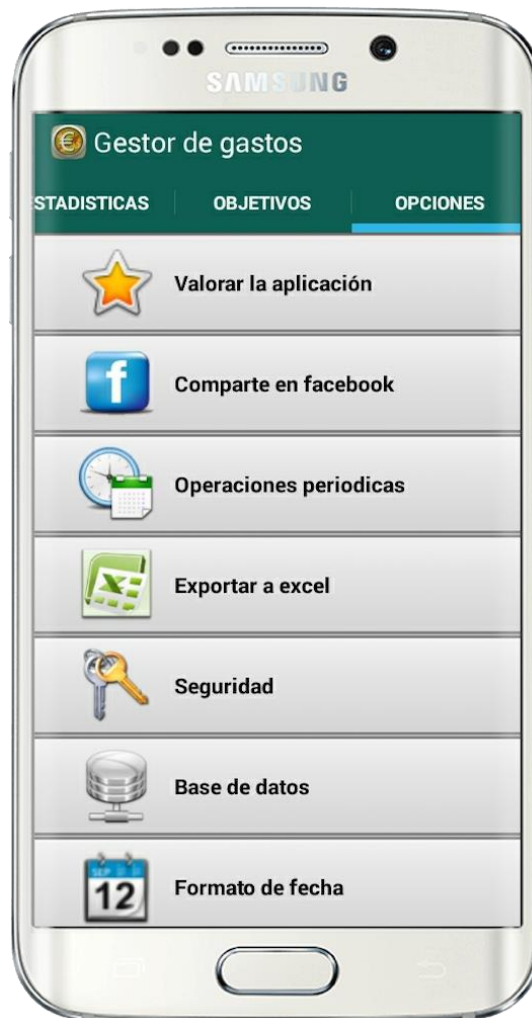 SAMSUNG
Gestor de gastos
STADISTICAS OBJETIVOS OPCIONES
Valorar la aplicación
f
Comparte en facebook
Operaciones periodicas
Exportar a excel
Seguridad
Base de datos
SEP
12
Formato de fecha